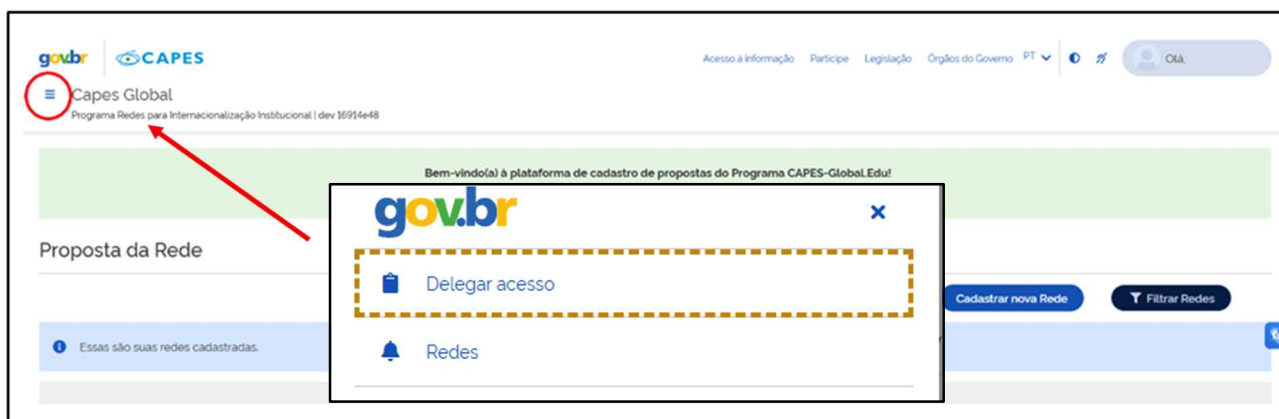 gov.br CAPES Acesso à Informação Participe Legislação Órgãos do Governo PT Olá,
Capes Global
Programa Redes para Internacionalização Institucional | dev 16914e48
Bem-vindo(a) à plataforma de cadastro de propostas do Programa CAPES-Global.Edu!
gov.br
Proposta da Rede
Delegar acesso
Cadastrar nova Rede Filtrar Redes
Essas são suas redes cadastradas.
Redes